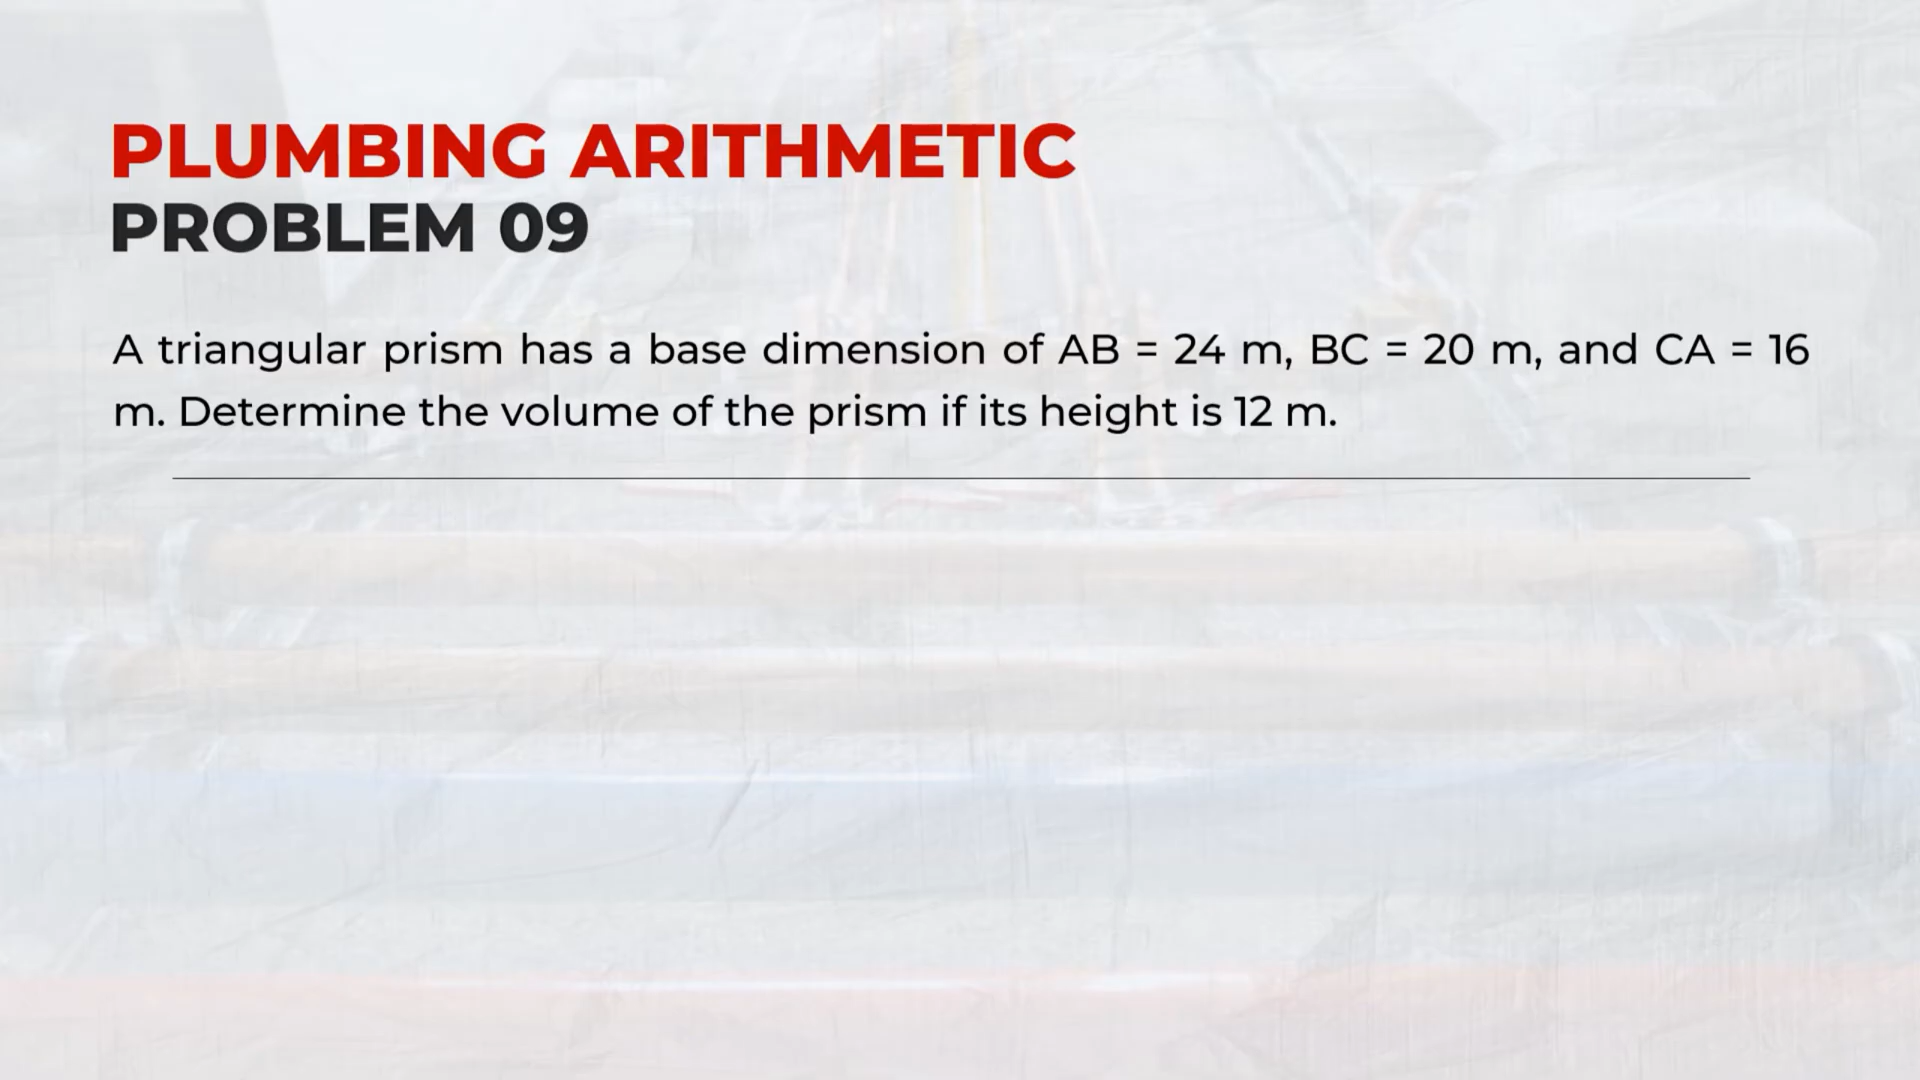 PLUMBING ARITHMETIC
PROBLEM 09
A triangular prism has a base dimension of AB = 24 m, BC = 20 m, and CA = 16
m. Determine the volume of the prism if its height is 12 m.